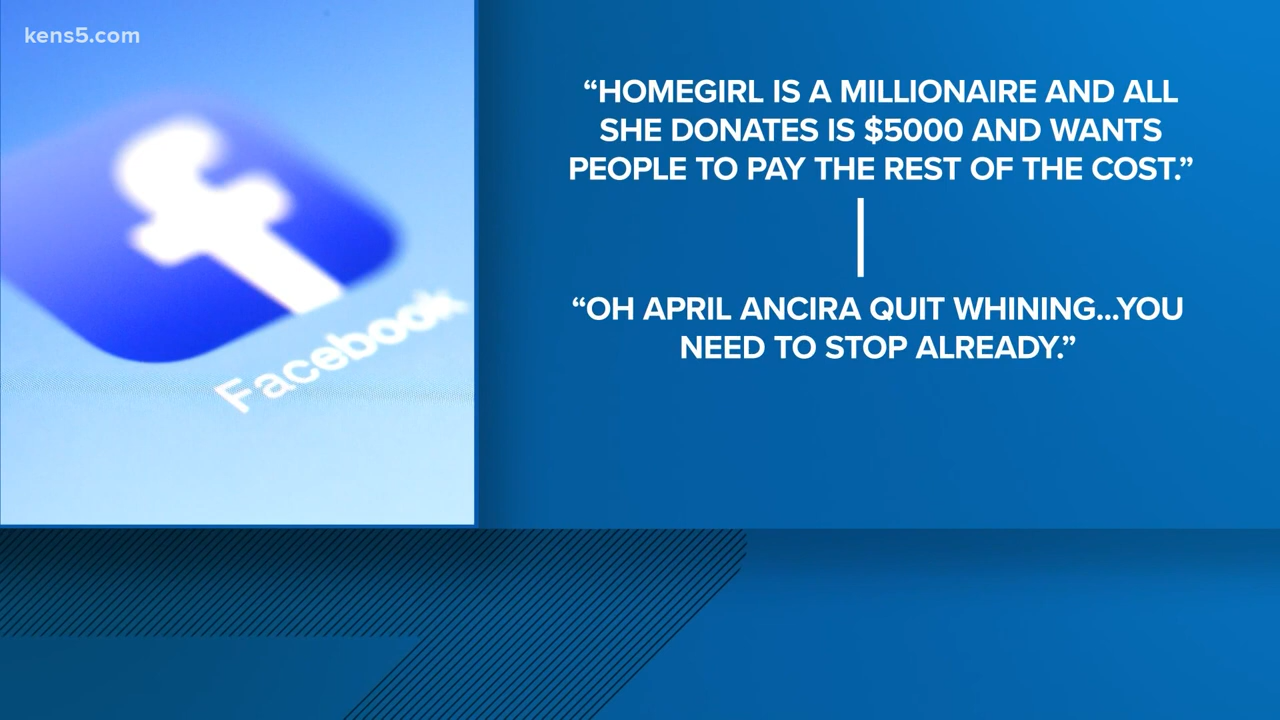 kens5.com
Facebook
“HOMEGIRL IS A MILLIONAIRE AND ALL
SHE DONATES IS $5000 AND WANTS
PEOPLE TO PAY THE REST OF THE COST.”
“OH APRIL ANCIRA QUIT WHINING...YOU
NEED TO STOP ALREADY.”